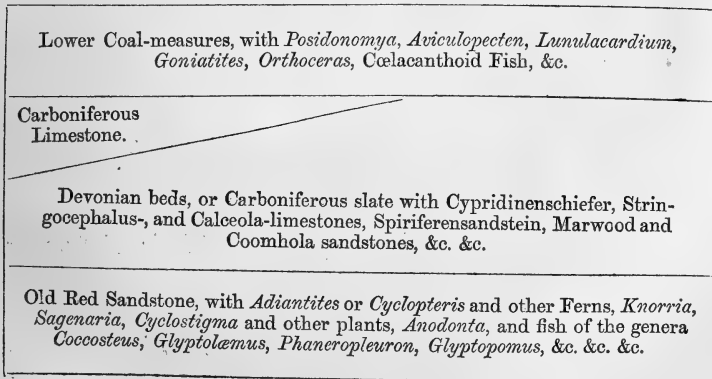 Lower Coal-measures, with Posidonomya, Aviculopecten, Lunulacardium,
Goniatites, Orthoceras, Cœlacanthoid Fish, &c.
Carboniferous
Limestone.
Devonian beds, or Carboniferous slate with Cypridinenschiefer, Strin-
gocephalus-, and Calceola-limestones, Spiriferensandstein, Marwood and
Coomhola sandstones, &c. &c.
Old Red Sandstone, with Adiantites or Cyclopteris and other Ferns, Knorria,
Sagenaria, Cyclostigma and other plants, Anodonta, and fish of the genera
Coccosteus, Glyptolæmus, Phaneropleuron, Glyptopomus, &c. &c. &c.